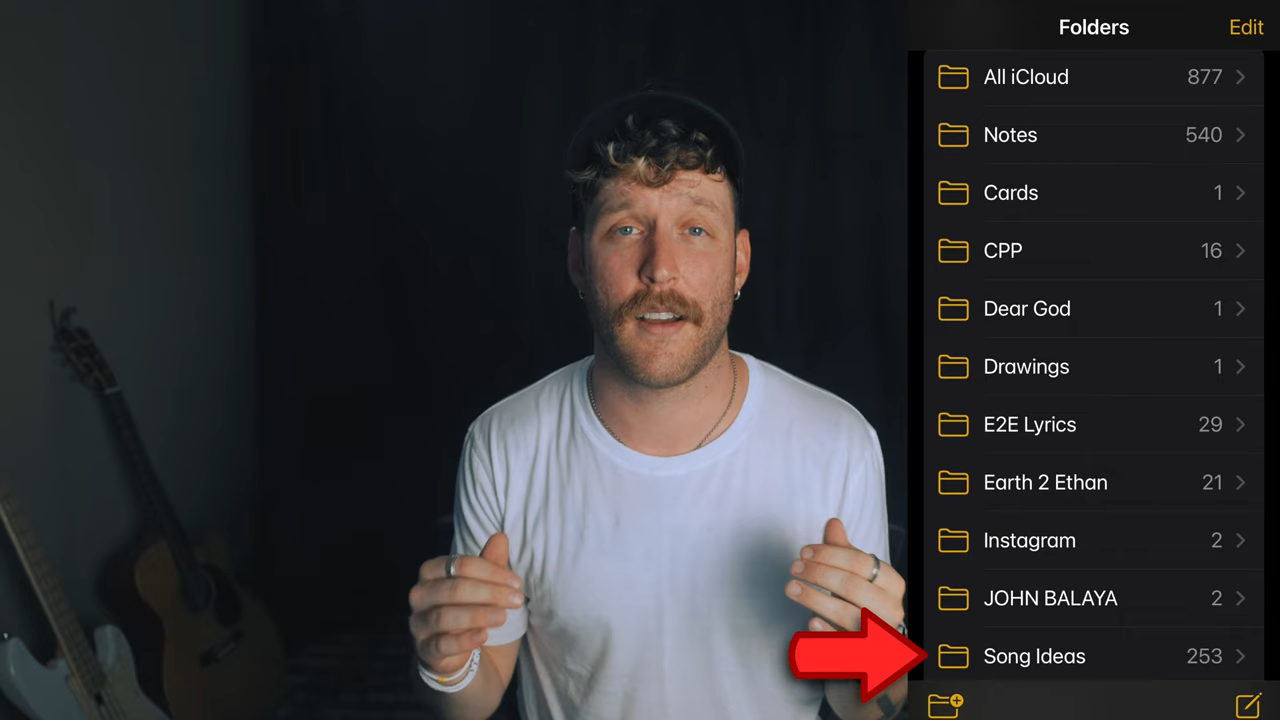 Folders
Edit
All iCloud 877
Notes 540
Cards 1
CPP 16
Dear God 1
Drawings 1
E2E Lyrics 29
Earth 2 Ethan 21
Instagram 2
JOHN BALAYA 2
Song Ideas 253